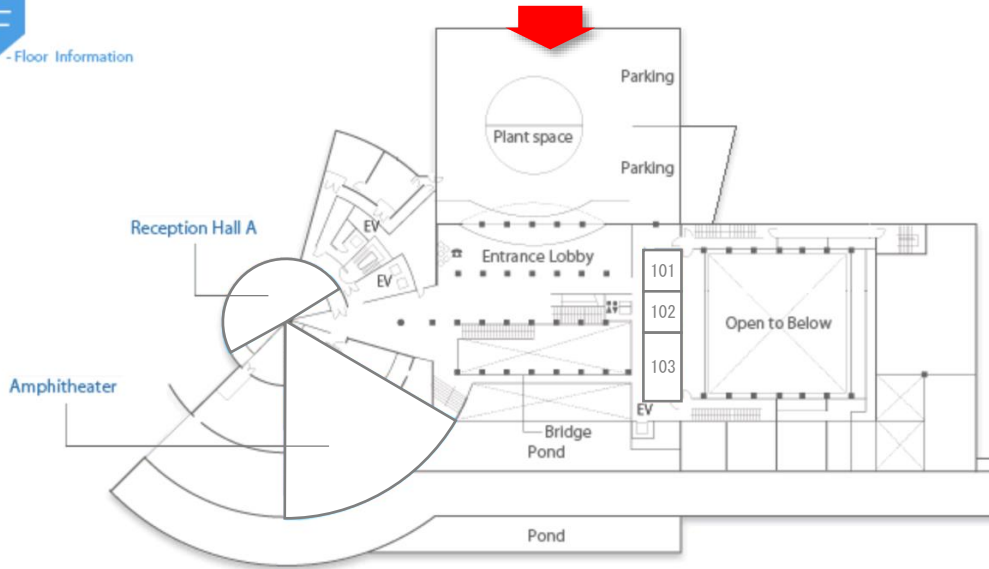 - Floor Information
Parking
Plant space
Parking
Reception Hall A
EV
Entrance Lobby
101
EV
102
Open to Below
103
Amphitheater
EV
Bridge
Pond
Pond